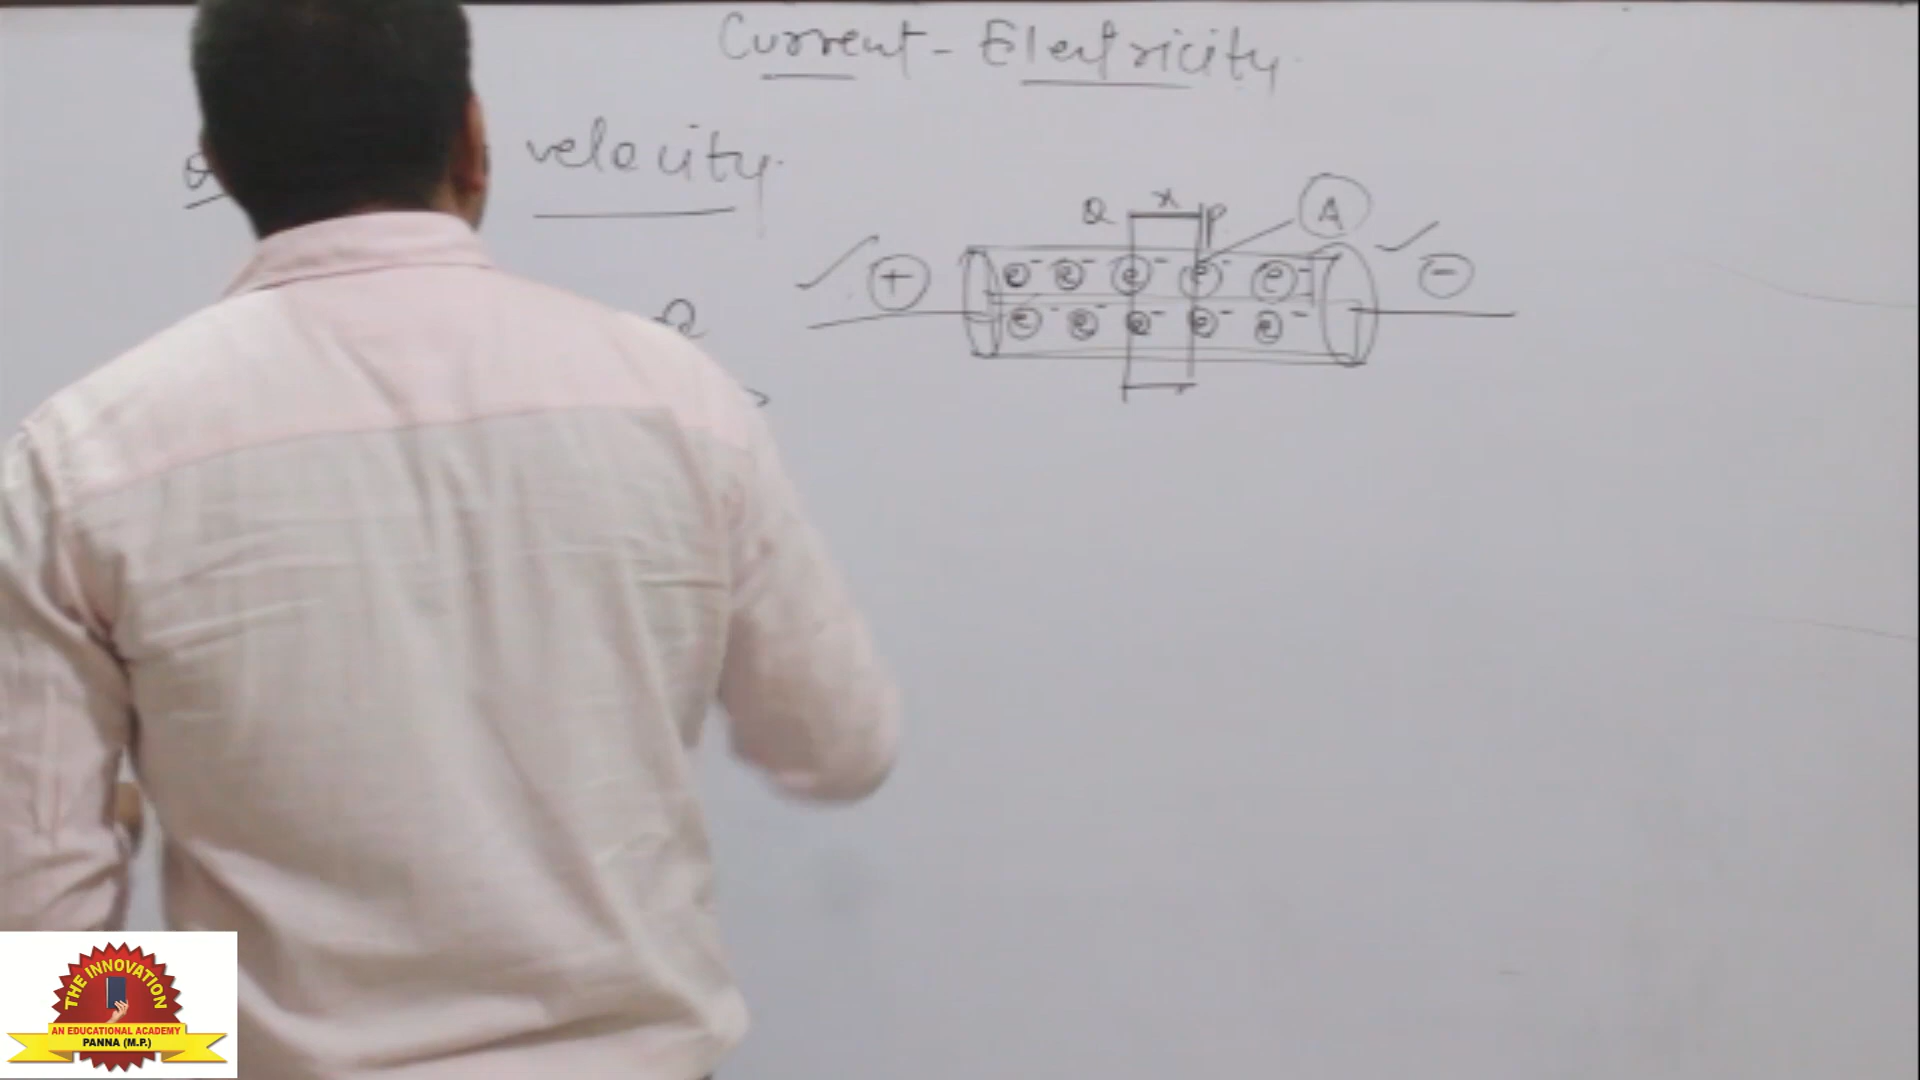 Current - Electricity
velocity.
Q x P A
+ e- e- e- e- e- -
e- e- e- e- e-
Q
THE INNOVATION
AN EDUCATIONAL ACADEMY
PANNA (M.P.)